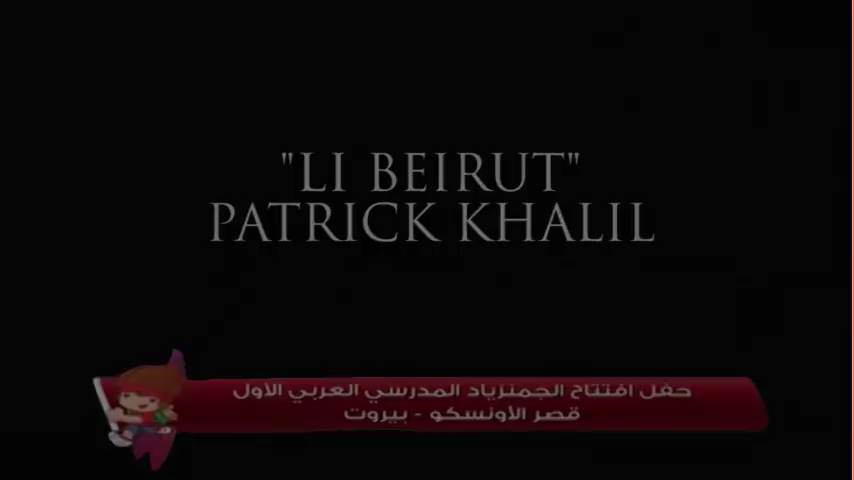 "LI BEIRUT"
PATRICK KHALIL
حفل افتتاح الجمنزياد المدرسي العربي الأول
قصر الأونسكو - بيروت